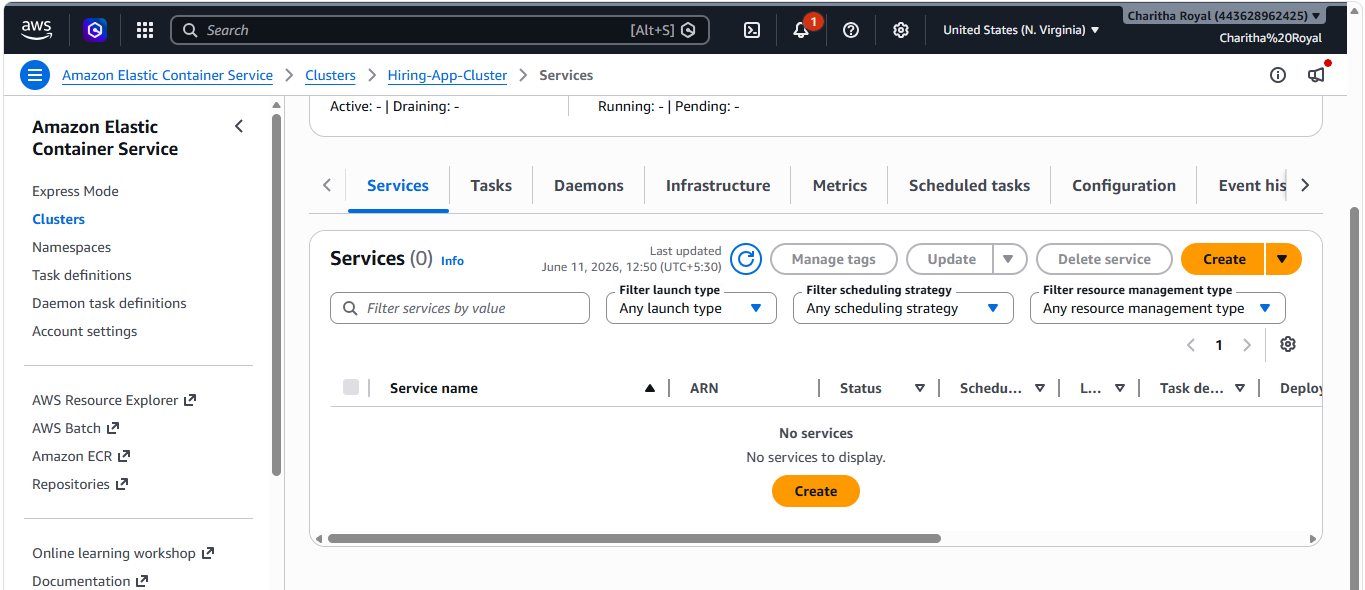 aws
Search [Alt+S]
1
United States (N. Virginia)
Charitha Royal (443628962425)
Charitha%20Royal
Amazon Elastic Container Service Clusters Hiring-App-Cluster Services
Amazon Elastic
Container Service
Express Mode
Clusters
Namespaces
Task definitions
Daemon task definitions
Account settings
AWS Resource Explorer
AWS Batch
Amazon ECR
Repositories
Online learning workshop
Documentation
Active: - | Draining: -
Running: - | Pending: -
Services Tasks Daemons Infrastructure Metrics Scheduled tasks Configuration Event his
Services (0) Info
Last updated
June 11, 2026, 12:50 (UTC+5:30)
Manage tags Update Delete service Create
Filter services by value
Filter launch type
Any launch type
Filter scheduling strategy
Any scheduling strategy
Filter resource management type
Any resource management type
1
Service name ARN Status Schedu... L... Task de... Deploy
No services
No services to display.
Create